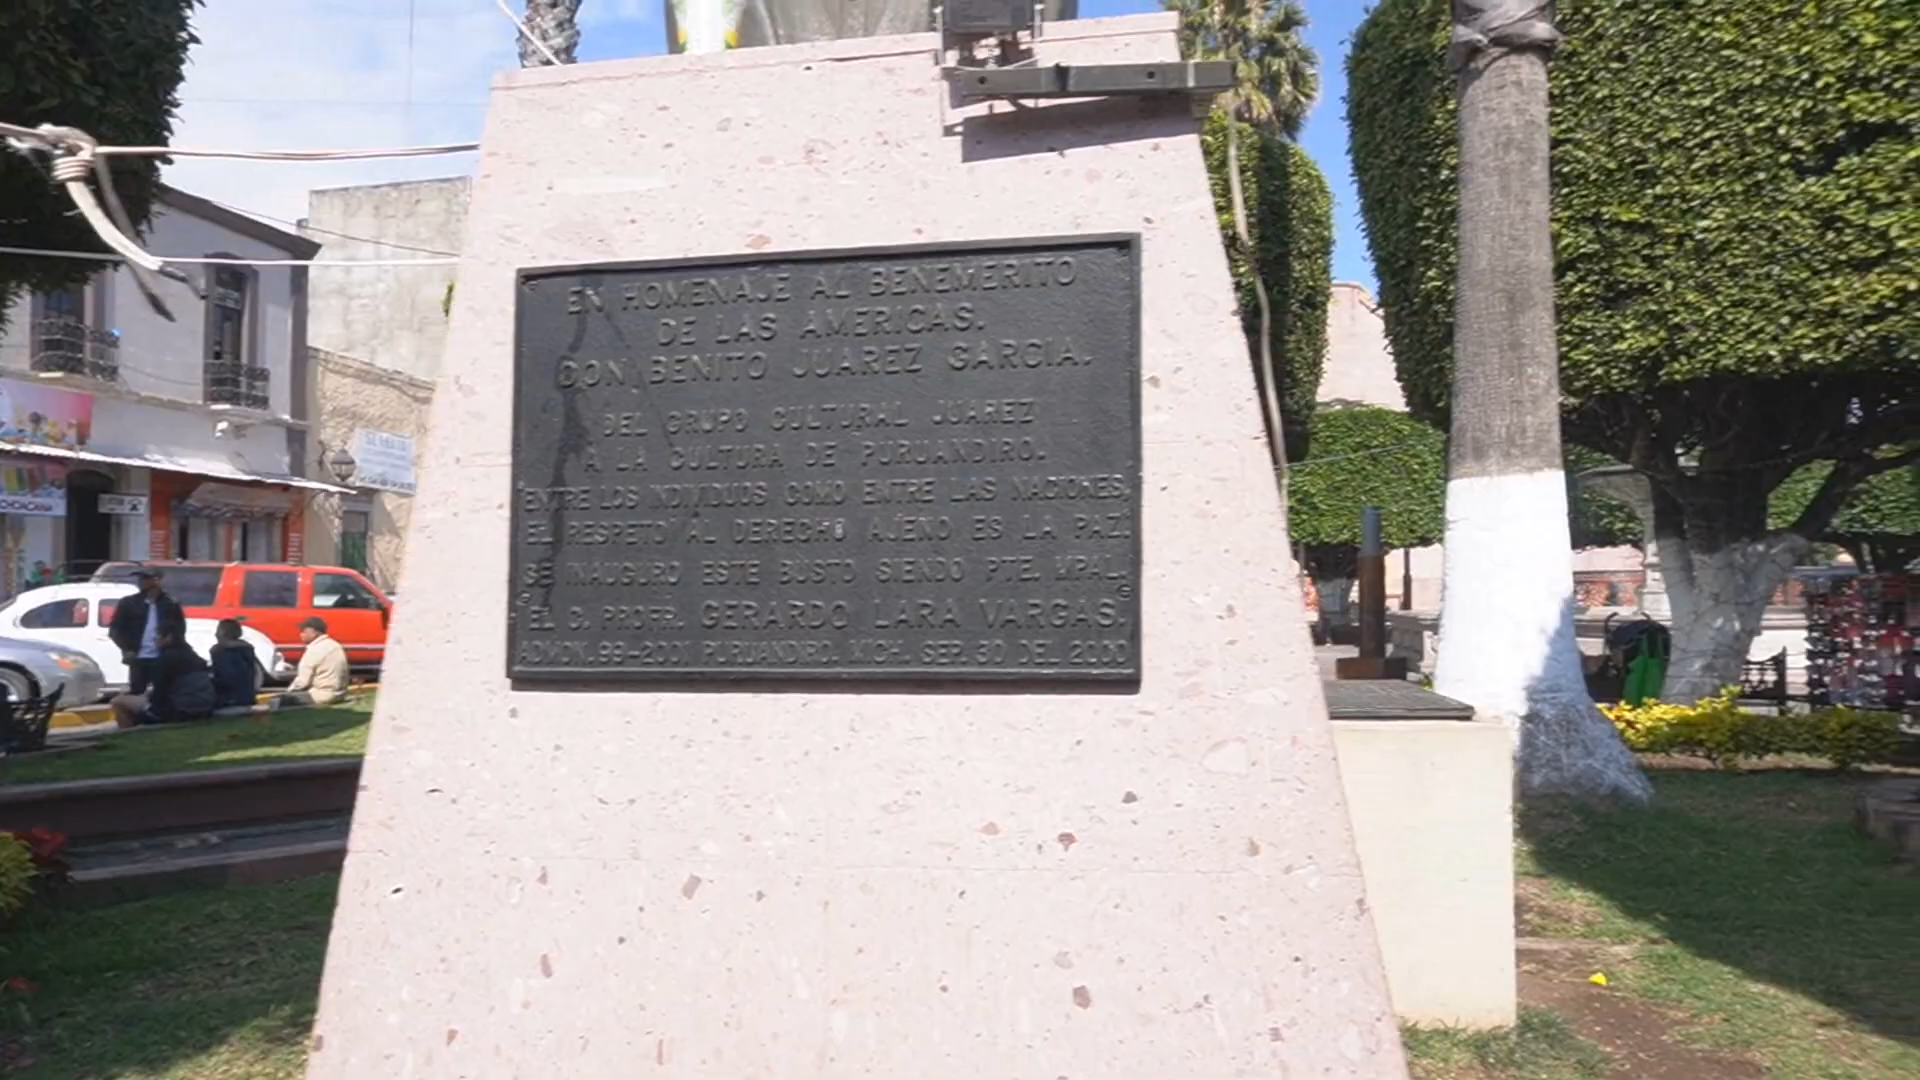 EN HOMENAJE AL BENEMERITO
DE LAS AMERICAS.
DON BENITO JUAREZ GARCIA.
DEL GRUPO CULTURAL JUAREZ
A LA CULTURA DE PURUANDIRO.
"ENTRE LOS INDIVIDUOS COMO ENTRE LAS NACIONES,
EL RESPETO AL DERECHO AJENO ES LA PAZ."
SE INAUGURO ESTE BUSTO SIENDO PTE. MPAL.
EL C. PROFR. GERARDO LARA VARGAS.
ADMON. 99-2001 PURUANDIRO, MICH. SEP. 30 DEL 2000